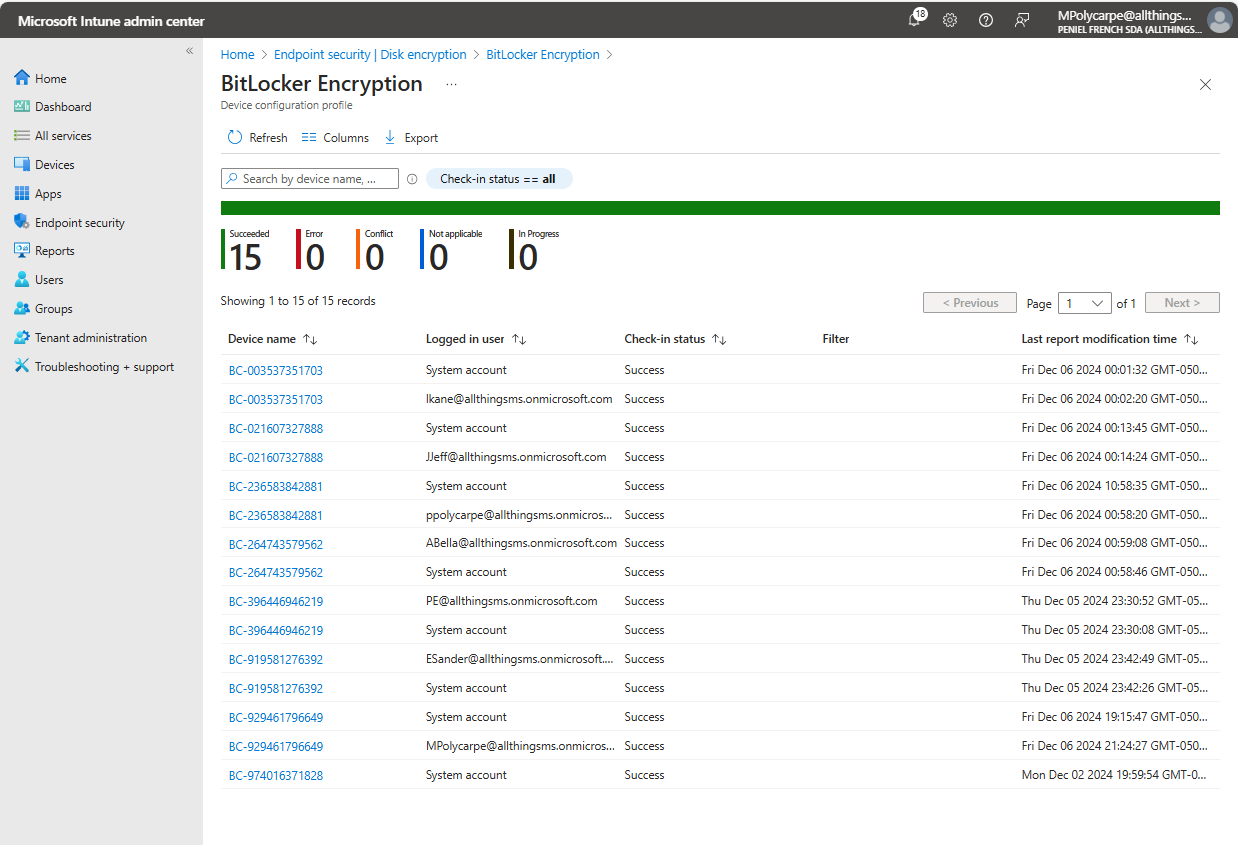 Microsoft Intune admin center
18
MPolycarpe@allthings...
PENIEL FRENCH SDA (ALLTHINGS...
«
Home
Dashboard
All services
Devices
Apps
Endpoint security
Reports
Users
Groups
Tenant administration
Troubleshooting + support
Home > Endpoint security | Disk encryption > BitLocker Encryption >
BitLocker Encryption ...
Device configuration profile
Refresh Columns Export
Search by device name, ... Check-in status == all
Succeeded Error Conflict Not applicable In Progress
15 0 0 0 0
Showing 1 to 15 of 15 records < Previous Page 1 of 1 Next >
Device name Logged in user Check-in status Filter Last report modification time
BC-003537351703 System account Success Fri Dec 06 2024 00:01:32 GMT-050...
BC-003537351703 lkane@allthingsms.onmicrosoft.com Success Fri Dec 06 2024 00:02:20 GMT-050...
BC-021607327888 System account Success Fri Dec 06 2024 00:13:45 GMT-050...
BC-021607327888 JJeff@allthingsms.onmicrosoft.com Success Fri Dec 06 2024 00:14:24 GMT-050...
BC-236583842881 System account Success Fri Dec 06 2024 10:58:35 GMT-050...
BC-236583842881 ppolycarpe@allthingsms.onmicros... Success Fri Dec 06 2024 00:58:20 GMT-050...
BC-264743579562 ABella@allthingsms.onmicrosoft.com Success Fri Dec 06 2024 00:59:08 GMT-050...
BC-264743579562 System account Success Fri Dec 06 2024 00:58:46 GMT-050...
BC-396446946219 PE@allthingsms.onmicrosoft.com Success Thu Dec 05 2024 23:30:52 GMT-05...
BC-396446946219 System account Success Thu Dec 05 2024 23:30:08 GMT-05...
BC-919581276392 ESander@allthingsms.onmicrosoft.... Success Thu Dec 05 2024 23:42:49 GMT-05...
BC-919581276392 System account Success Thu Dec 05 2024 23:42:26 GMT-05...
BC-929461796649 System account Success Fri Dec 06 2024 19:15:47 GMT-050...
BC-929461796649 MPolycarpe@allthingsms.onmicros... Success Fri Dec 06 2024 21:24:27 GMT-050...
BC-974016371828 System account Success Mon Dec 02 2024 19:59:54 GMT-0...